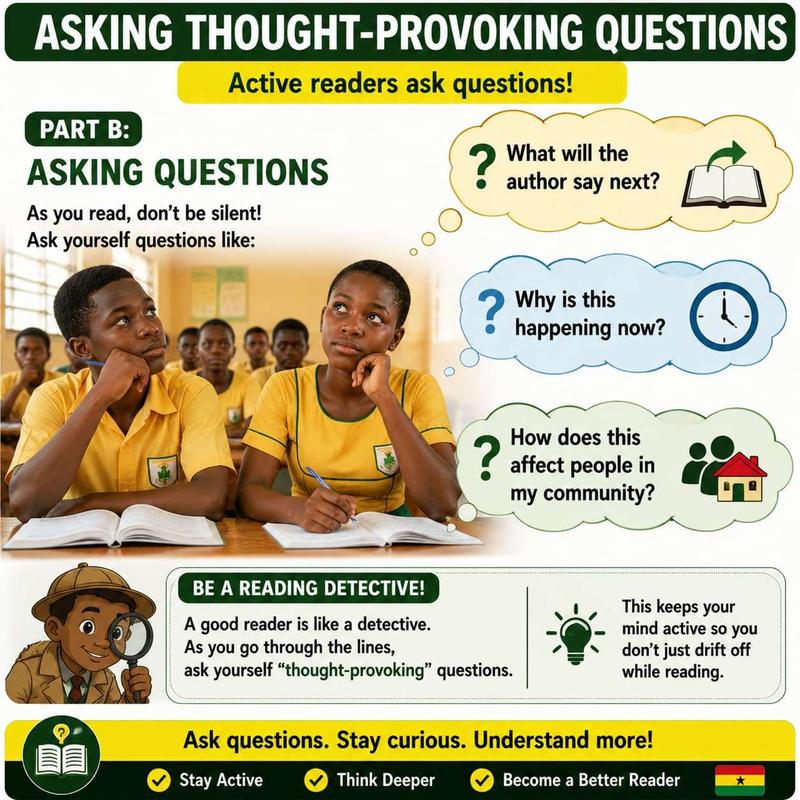 ASKING THOUGHT-PROVOKING QUESTIONS
Active readers ask questions!
PART B:
ASKING QUESTIONS
As you read, don't be silent!
Ask yourself questions like:
? What will the
author say next?
? Why is this
happening now?
? How does this
affect people in
my community?
BE A READING DETECTIVE!
A good reader is like a detective.
As you go through the lines,
ask yourself "thought-provoking" questions.
This keeps your
mind active so you
don't just drift off
while reading.
?
Ask questions. Stay curious. Understand more!
Stay Active
Think Deeper
Become a Better Reader